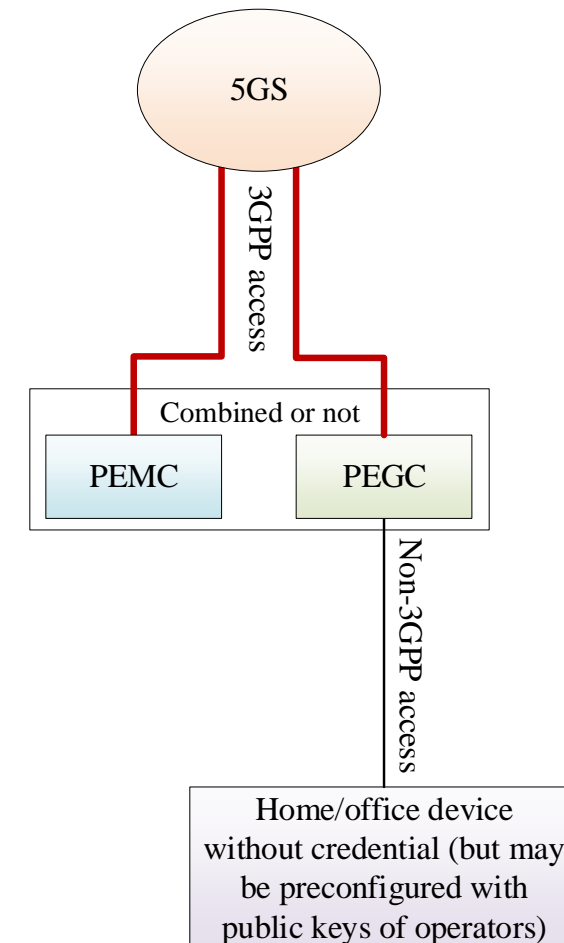 5GS
3GPP access
Combined or not
PEMC
PEGC
Non-3GPP access
Home/office device
without credential (but may
be preconfigured with
public keys of operators)